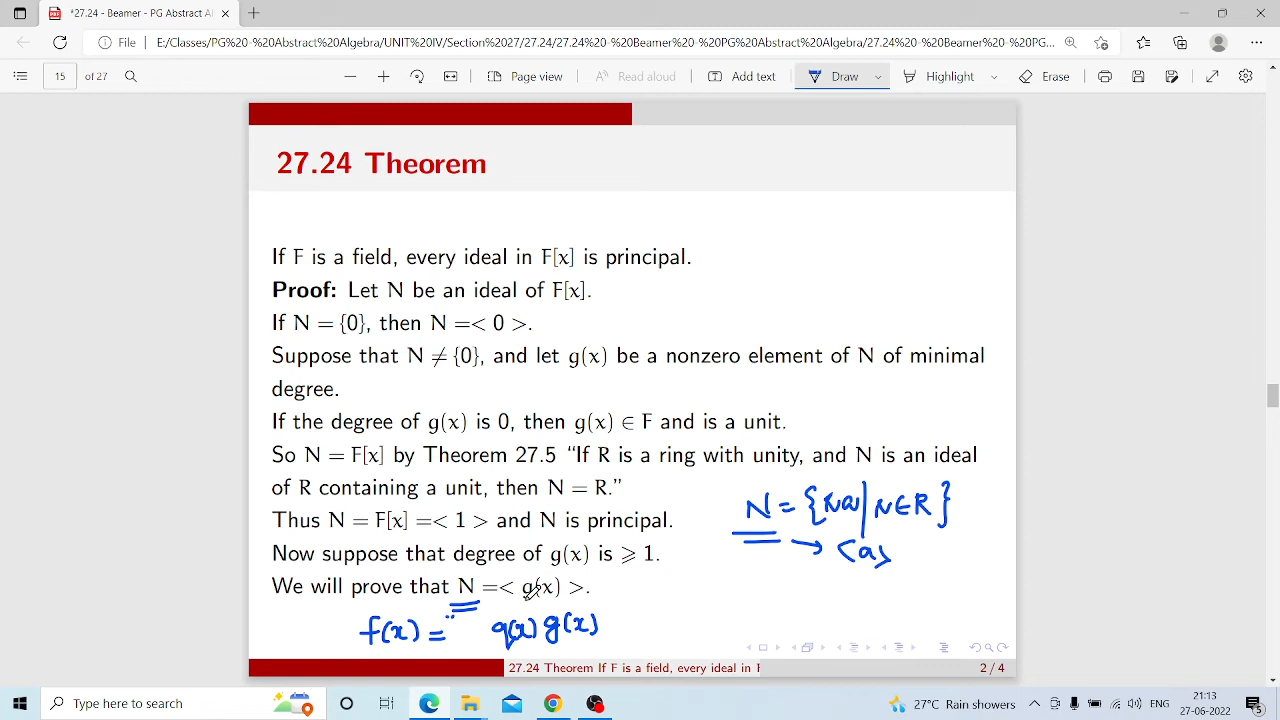 *27.24 - Beamer - PG Abstract Al
File E:/Classes/PG%20-%20Abstract%20Algebra/UNIT%20IV/Section%2027/27.24/27.24%20-%20Beamer%20-%20PG%20Abstract%20Algebra/27.24%20-%20Beamer%20-%20PG...
15 of 27 Page view Read aloud Add text Draw Highlight Erase
27.24 Theorem
If F is a field, every ideal in F[x] is principal.
Proof: Let N be an ideal of F[x].
If N = {0}, then N =< 0 >.
Suppose that N ≠ {0}, and let g(x) be a nonzero element of N of minimal
degree.
If the degree of g(x) is 0, then g(x) ∈ F and is a unit.
So N = F[x] by Theorem 27.5 “If R is a ring with unity, and N is an ideal
of R containing a unit, then N = R.”
Thus N = F[x] =< 1 > and N is principal.
Now suppose that degree of g(x) is ⩾ 1.
We will prove that N =< g(x) >.
N = {ra | r ∈ R}
→ <a>
f(x) = q(x) g(x)
27.24 Theorem If F is a field, every ideal in F 2 / 4
Type here to search
27°C Rain showers
ENG
21:13
27-06-2022
5